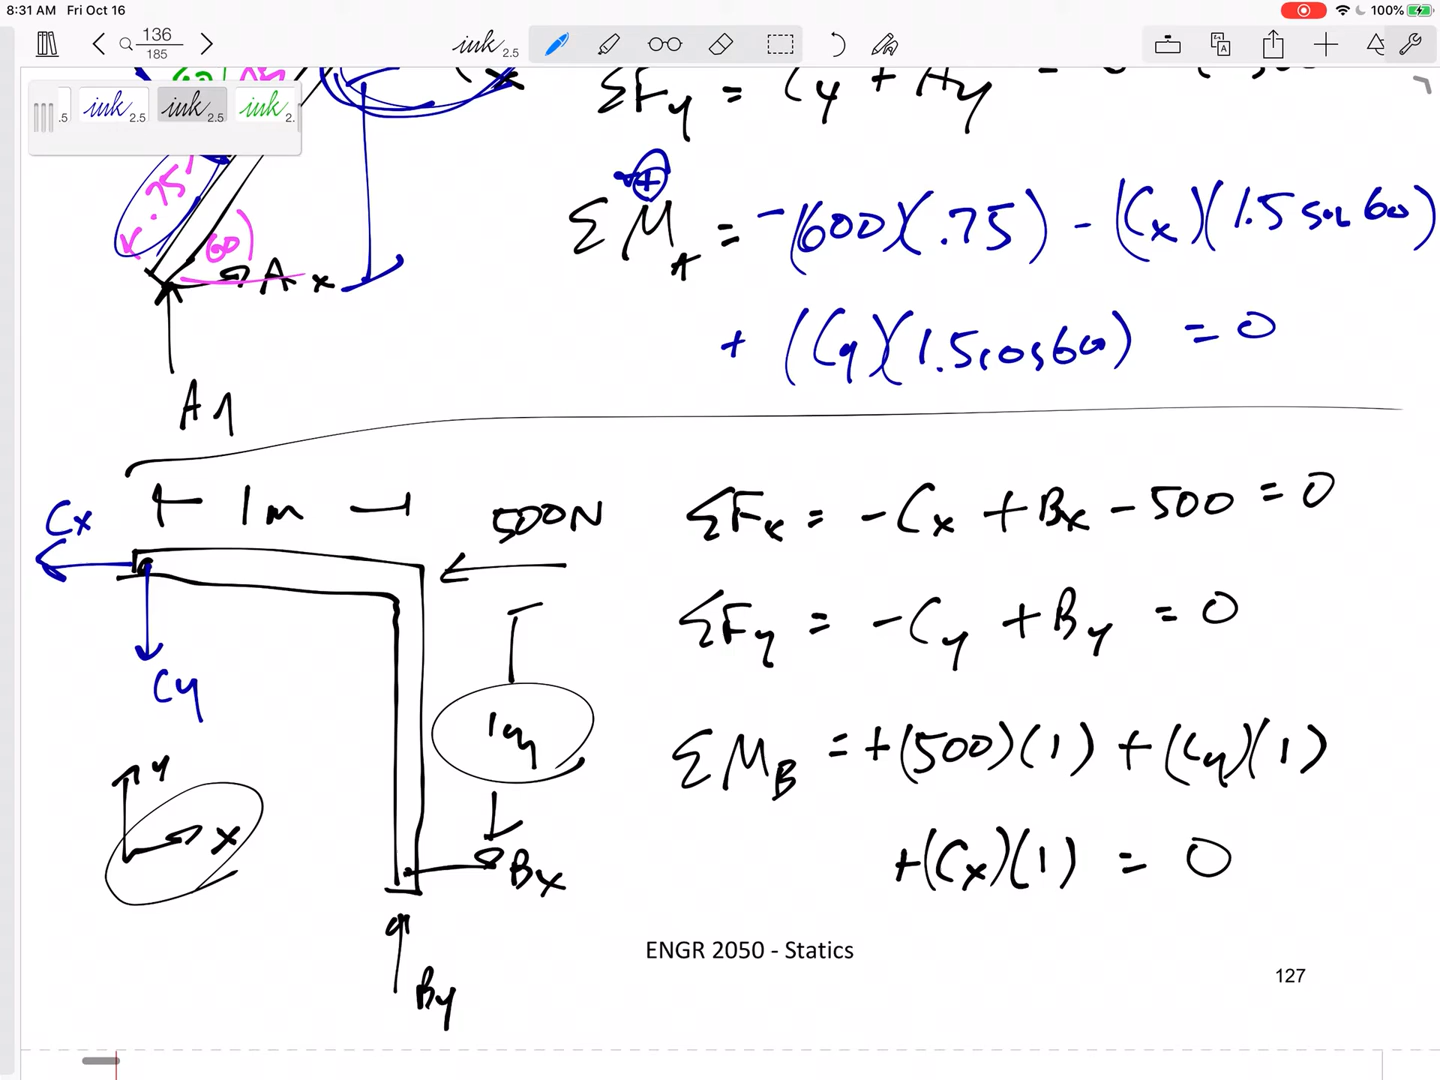 8:31 AM Fri Oct 16
100%
136
185
ink 2.5
.5 ink 2.5 ink 2.5 ink 2.
Cx
ΣFy = Cy + Ay
.75
60
Ax
Ay
+
ΣM_A = -(600)(.75) - (Cx)(1.5 sin 60)
+ (Cy)(1.5 cos 60) = 0
1m
Cx
500N
Cy
1m
y
x
Bx
By
ΣFx = -Cx + Bx - 500 = 0
ΣFy = -Cy + By = 0
ΣM_B = +(500)(1) + (Cy)(1)
+(Cx)(1) = 0
ENGR 2050 - Statics
127